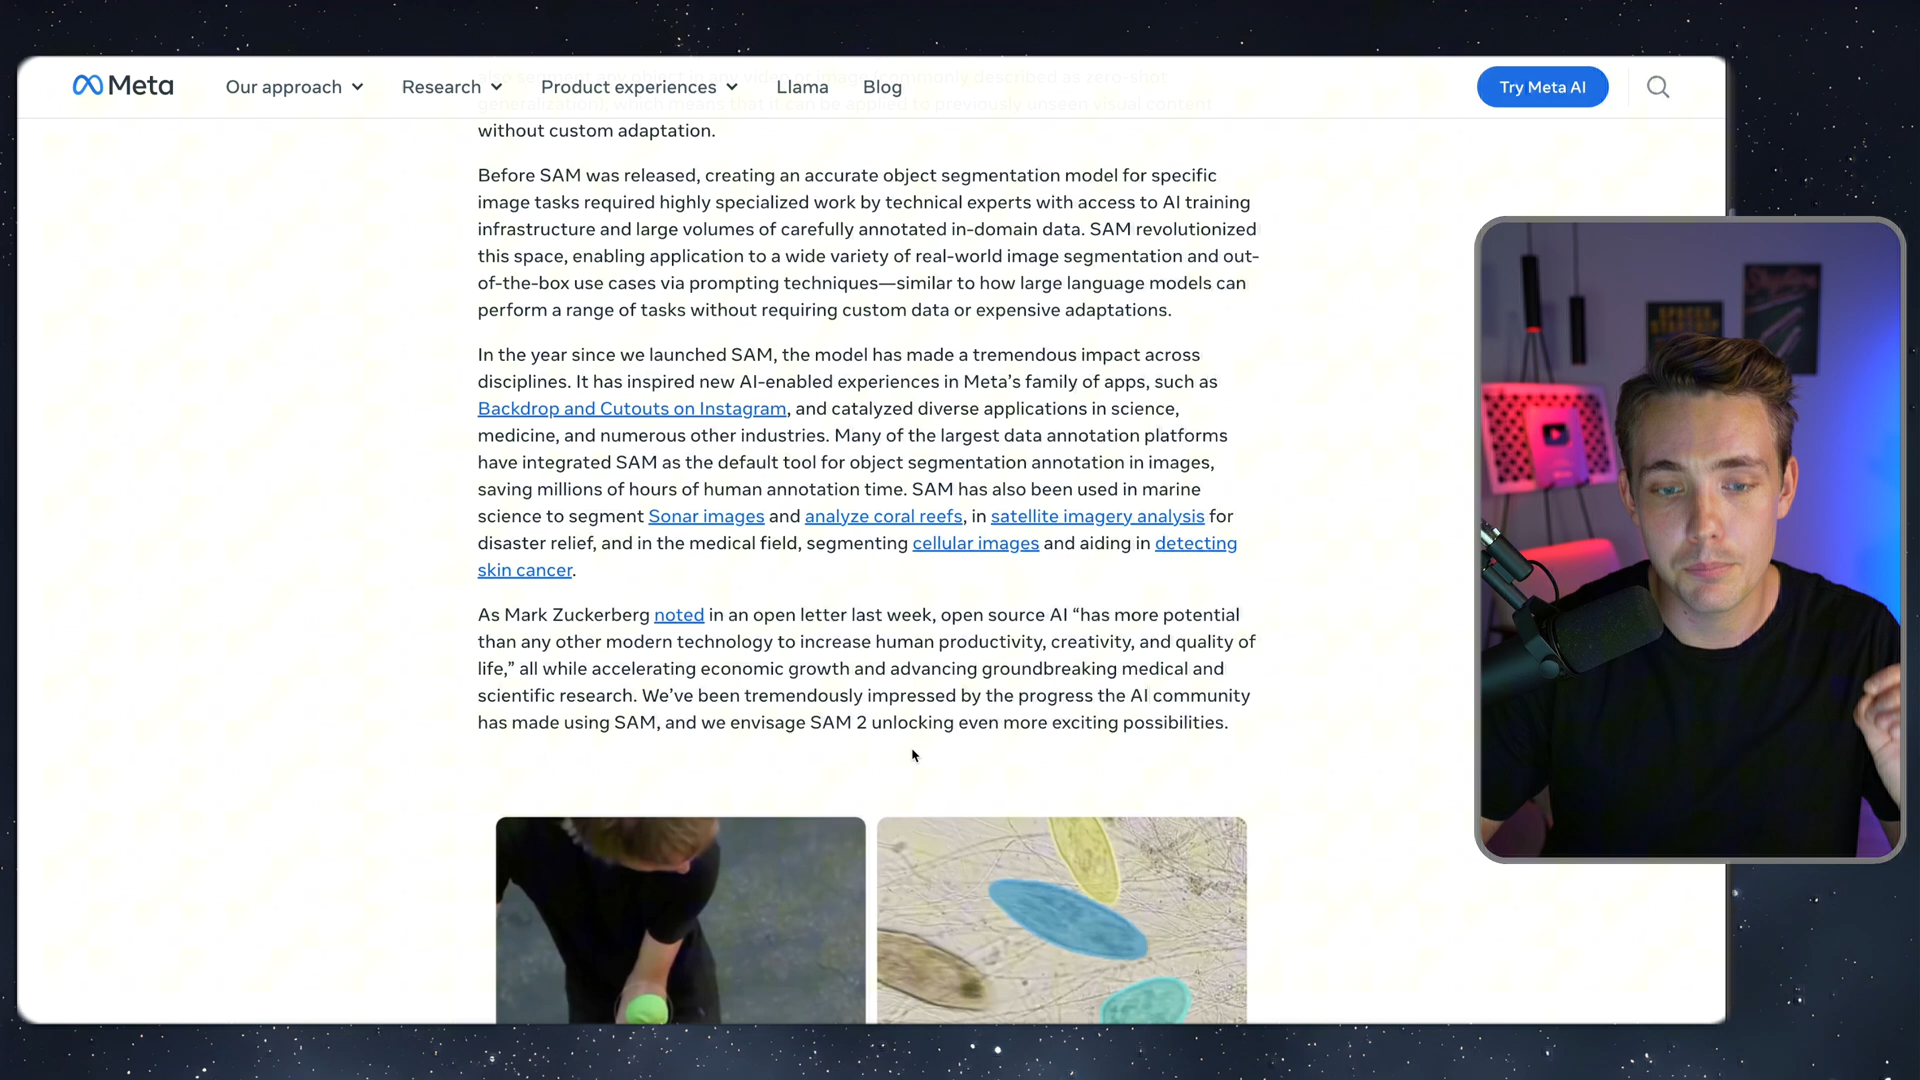 Meta
Our approach
Research
Product experiences
Llama
Blog
Try Meta AI
also segment any object in any video or image (commonly described as zero-shot
generalization), which means that it can be applied to previously unseen visual content
without custom adaptation.
Before SAM was released, creating an accurate object segmentation model for specific
image tasks required highly specialized work by technical experts with access to AI training
infrastructure and large volumes of carefully annotated in-domain data. SAM revolutionized
this space, enabling application to a wide variety of real-world image segmentation and out-
of-the-box use cases via prompting techniques—similar to how large language models can
perform a range of tasks without requiring custom data or expensive adaptations.
In the year since we launched SAM, the model has made a tremendous impact across
disciplines. It has inspired new AI-enabled experiences in Meta’s family of apps, such as
Backdrop and Cutouts on Instagram, and catalyzed diverse applications in science,
medicine, and numerous other industries. Many of the largest data annotation platforms
have integrated SAM as the default tool for object segmentation annotation in images,
saving millions of hours of human annotation time. SAM has also been used in marine
science to segment Sonar images and analyze coral reefs, in satellite imagery analysis for
disaster relief, and in the medical field, segmenting cellular images and aiding in detecting
skin cancer.
As Mark Zuckerberg noted in an open letter last week, open source AI “has more potential
than any other modern technology to increase human productivity, creativity, and quality of
life,” all while accelerating economic growth and advancing groundbreaking medical and
scientific research. We’ve been tremendously impressed by the progress the AI community
has made using SAM, and we envisage SAM 2 unlocking even more exciting possibilities.